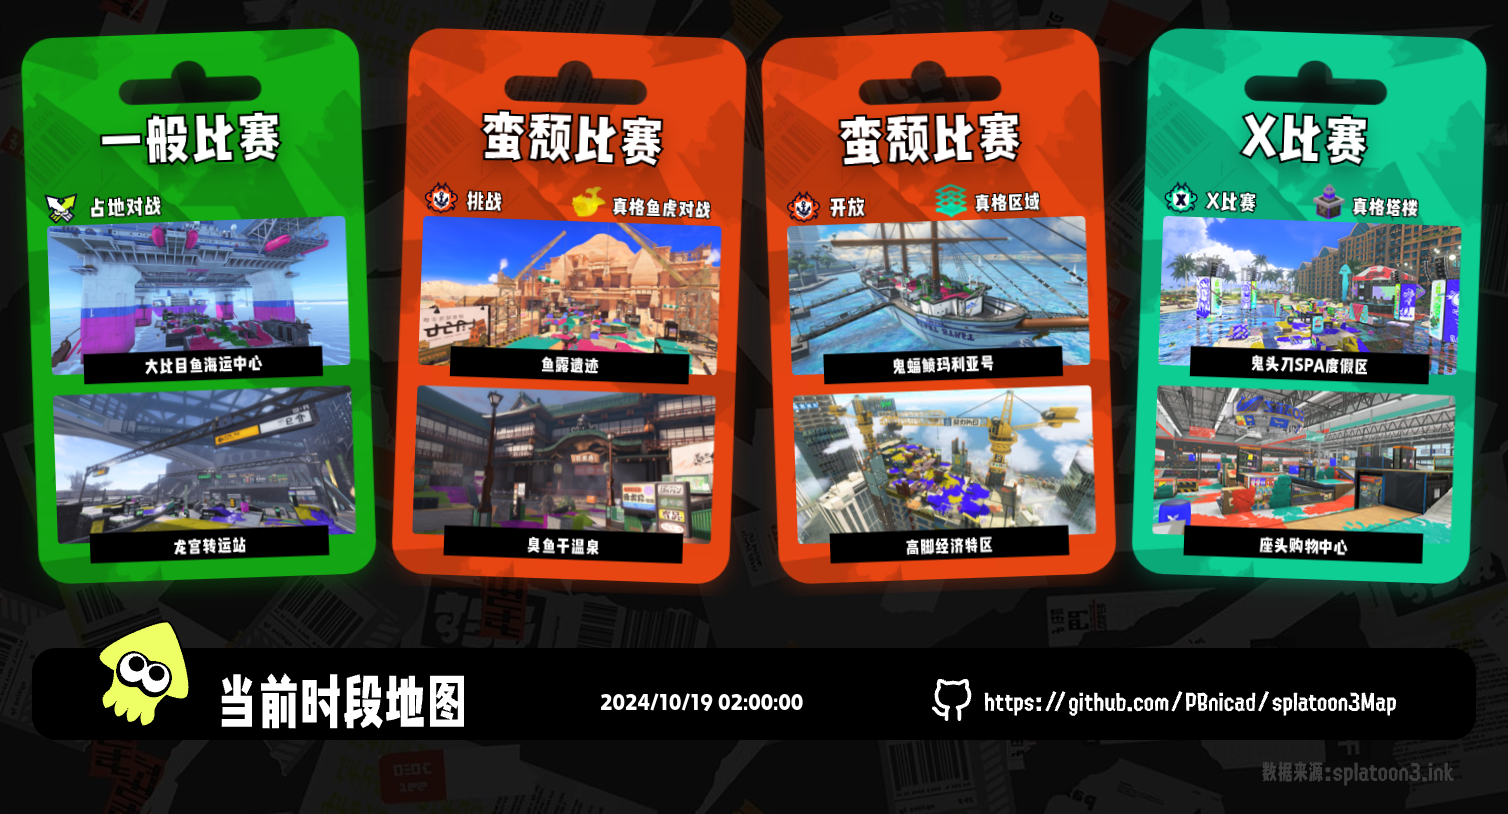 一般比赛
占地对战
大比目鱼海运中心
龙宫转运站
蛮颓比赛
挑战
真格鱼虎对战
鱼露遗迹
臭鱼干温泉
蛮颓比赛
开放
真格区域
鬼蝠鲼玛利亚号
高脚经济特区
X比赛
X比赛
真格塔楼
鬼头刀SPA度假区
座头购物中心
当前时段地图
2024/10/19 02:00:00
https://github.com/PBnicad/splatoon3Map
数据来源:splatoon3.ink